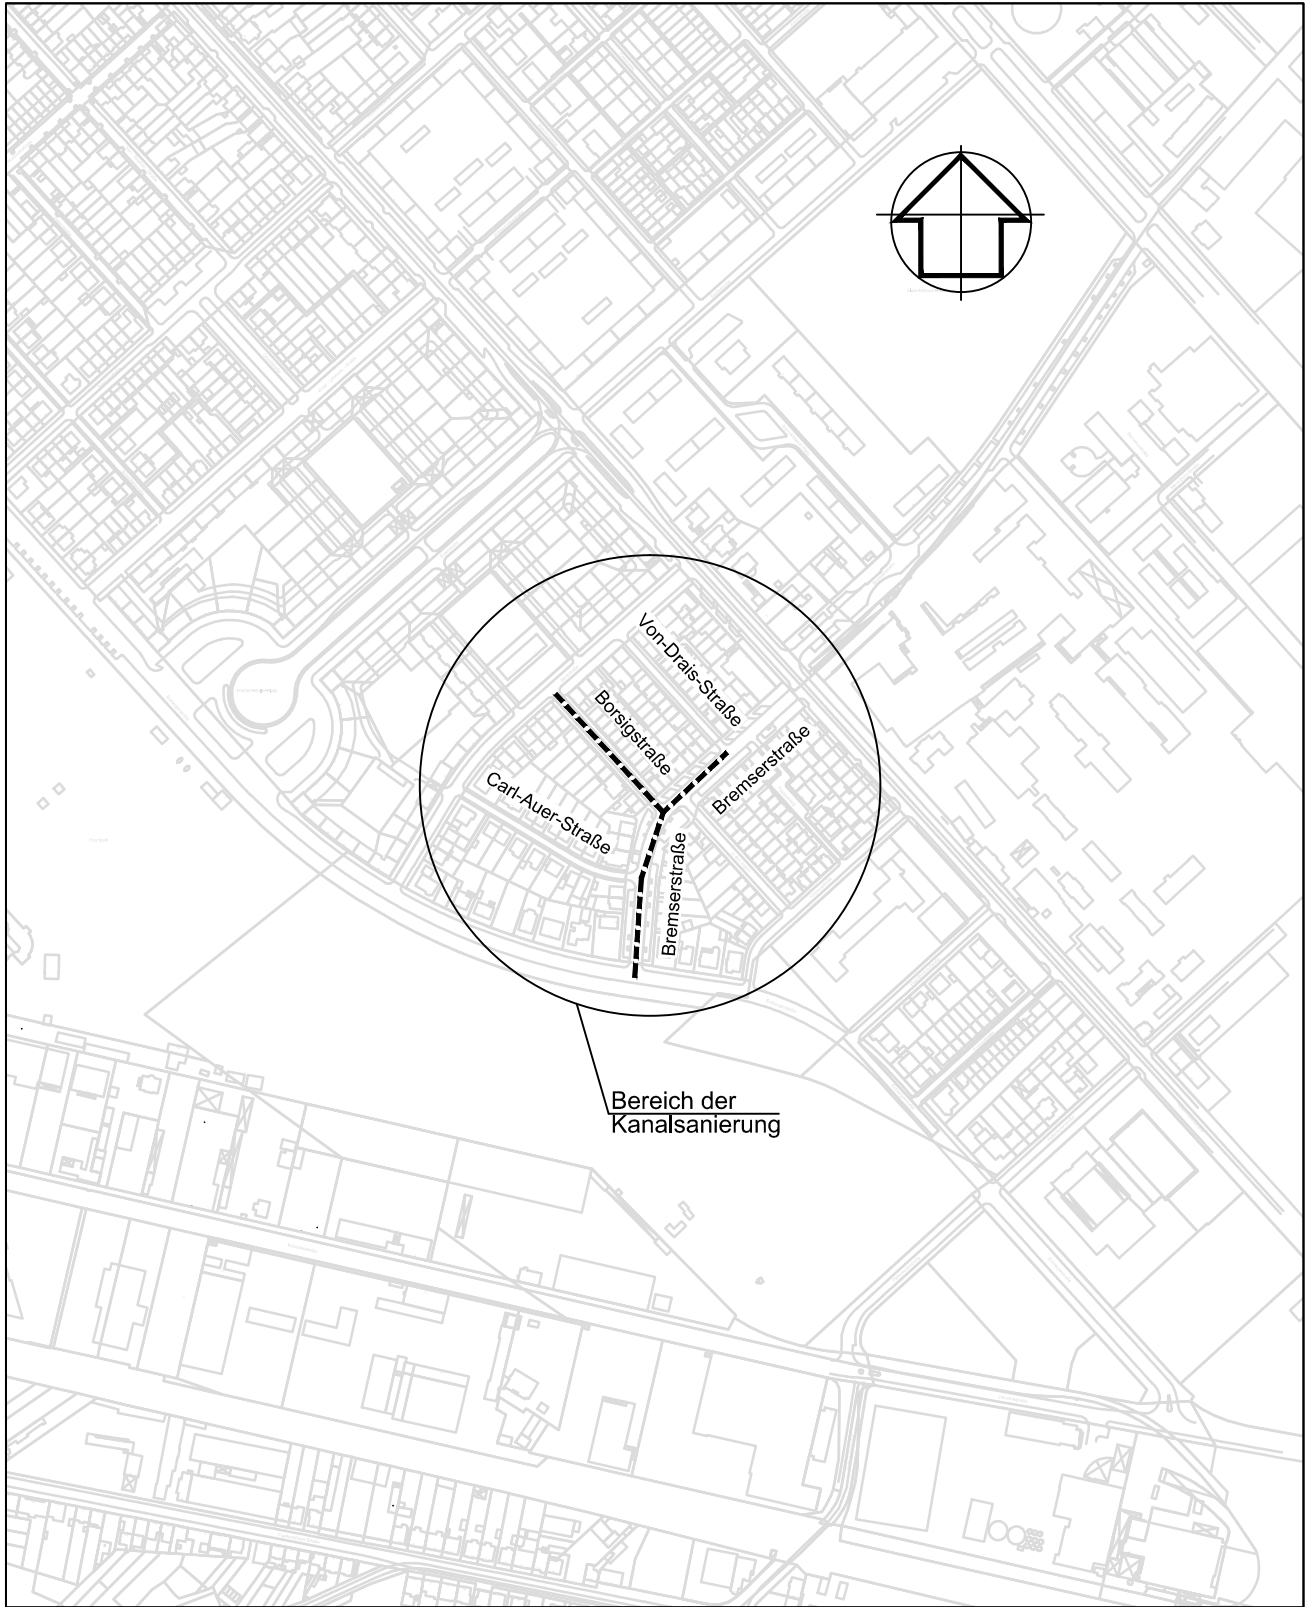 Von-Drais-Straße
Borsigstraße
Bremserstraße
Carl-Auer-Straße
Bremserstraße
Bereich der
Kanalsanierung